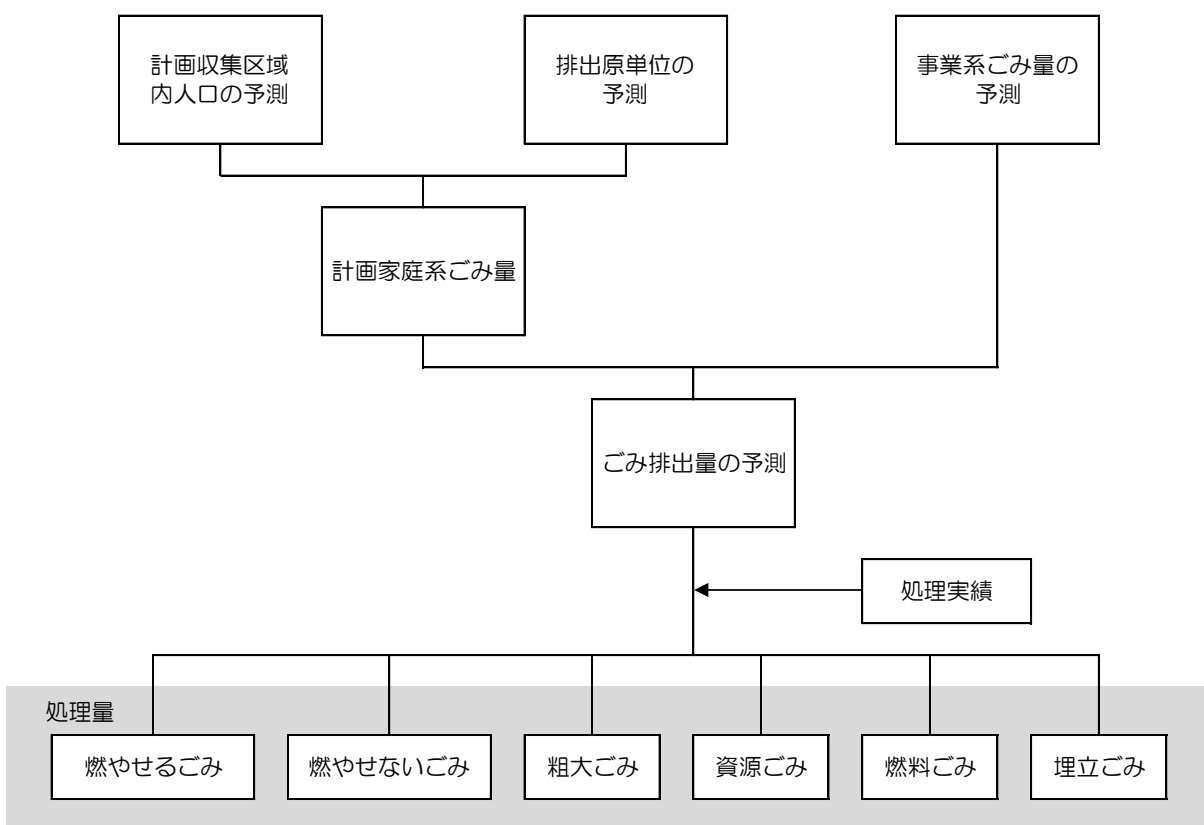 計画収集区域
内人口の予測
排出原単位の
予測
事業系ごみ量の
予測
計画家庭系ごみ量
ごみ排出量の予測
処理実績
処理量
燃やせるごみ
燃やせないごみ
粗大ごみ
資源ごみ
燃料ごみ
埋立ごみ